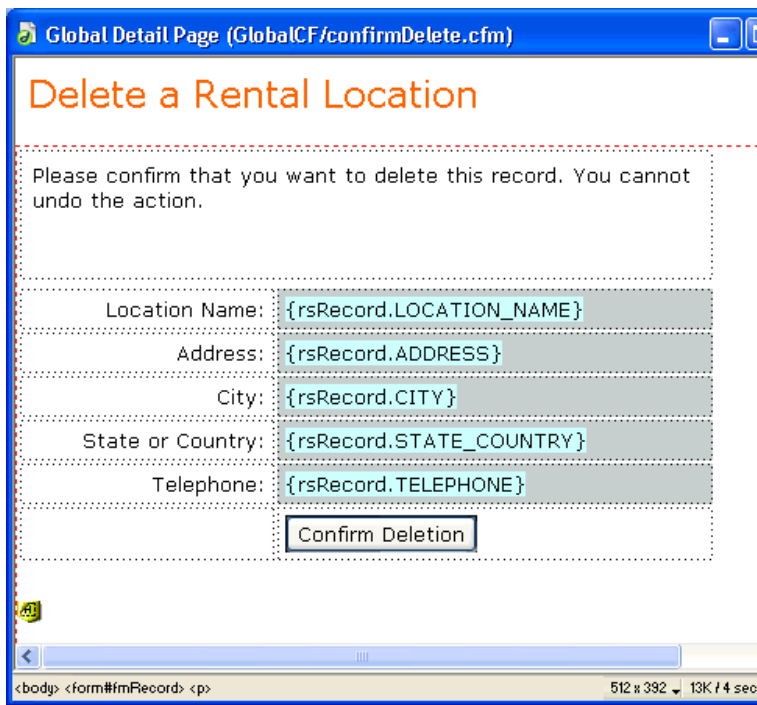 Global Detail Page (GlobalCF/confirmDelete.cfm)
Delete a Rental Location
Please confirm that you want to delete this record. You cannot
undo the action.
Location Name: {rsRecord.LOCATION_NAME}
Address: {rsRecord.ADDRESS}
City: {rsRecord.CITY}
State or Country: {rsRecord.STATE_COUNTRY}
Telephone: {rsRecord.TELEPHONE}
Confirm Deletion
<body> <form#fmRecord> <p> 512 x 392 13K / 4 sec